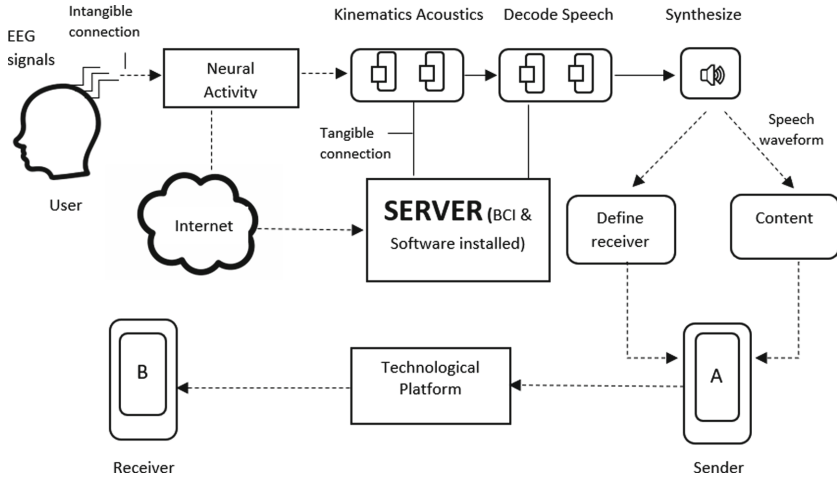 Kinematics Acoustics
Decode Speech
Synthesize
Intangible
connection
EEG
signals
Neural
Activity
Tangible
connection
Speech
waveform
User
Internet
SERVER (BCI &
Software installed)
Define
receiver
Content
B
Technological
Platform
A
Receiver
Sender